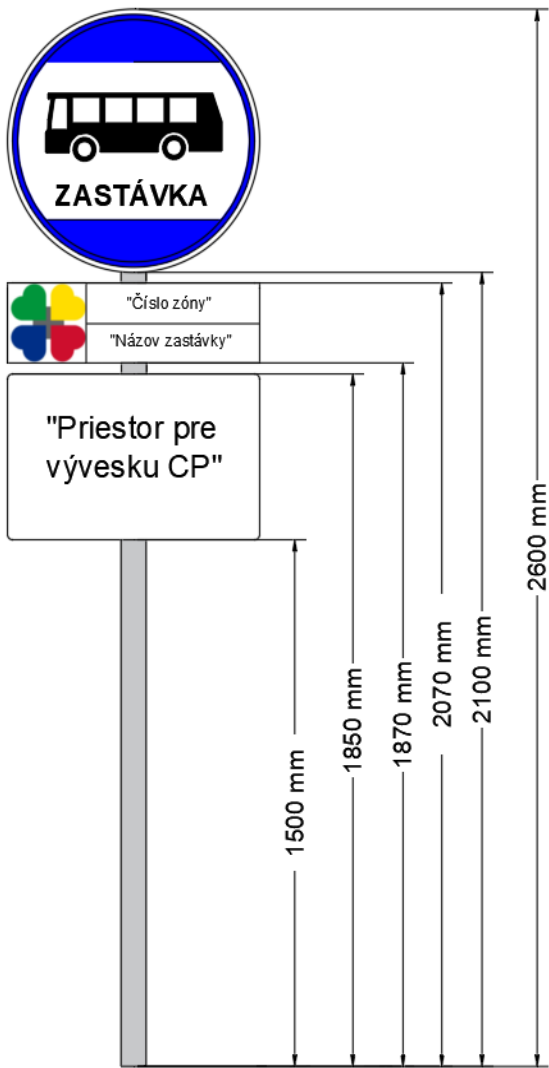 ZASTÁVKA
"Číslo zóny"
"Názov zastávky"
"Priestor pre
vývesku CP"
1500 mm
1850 mm
1870 mm
2070 mm
2100 mm
2600 mm